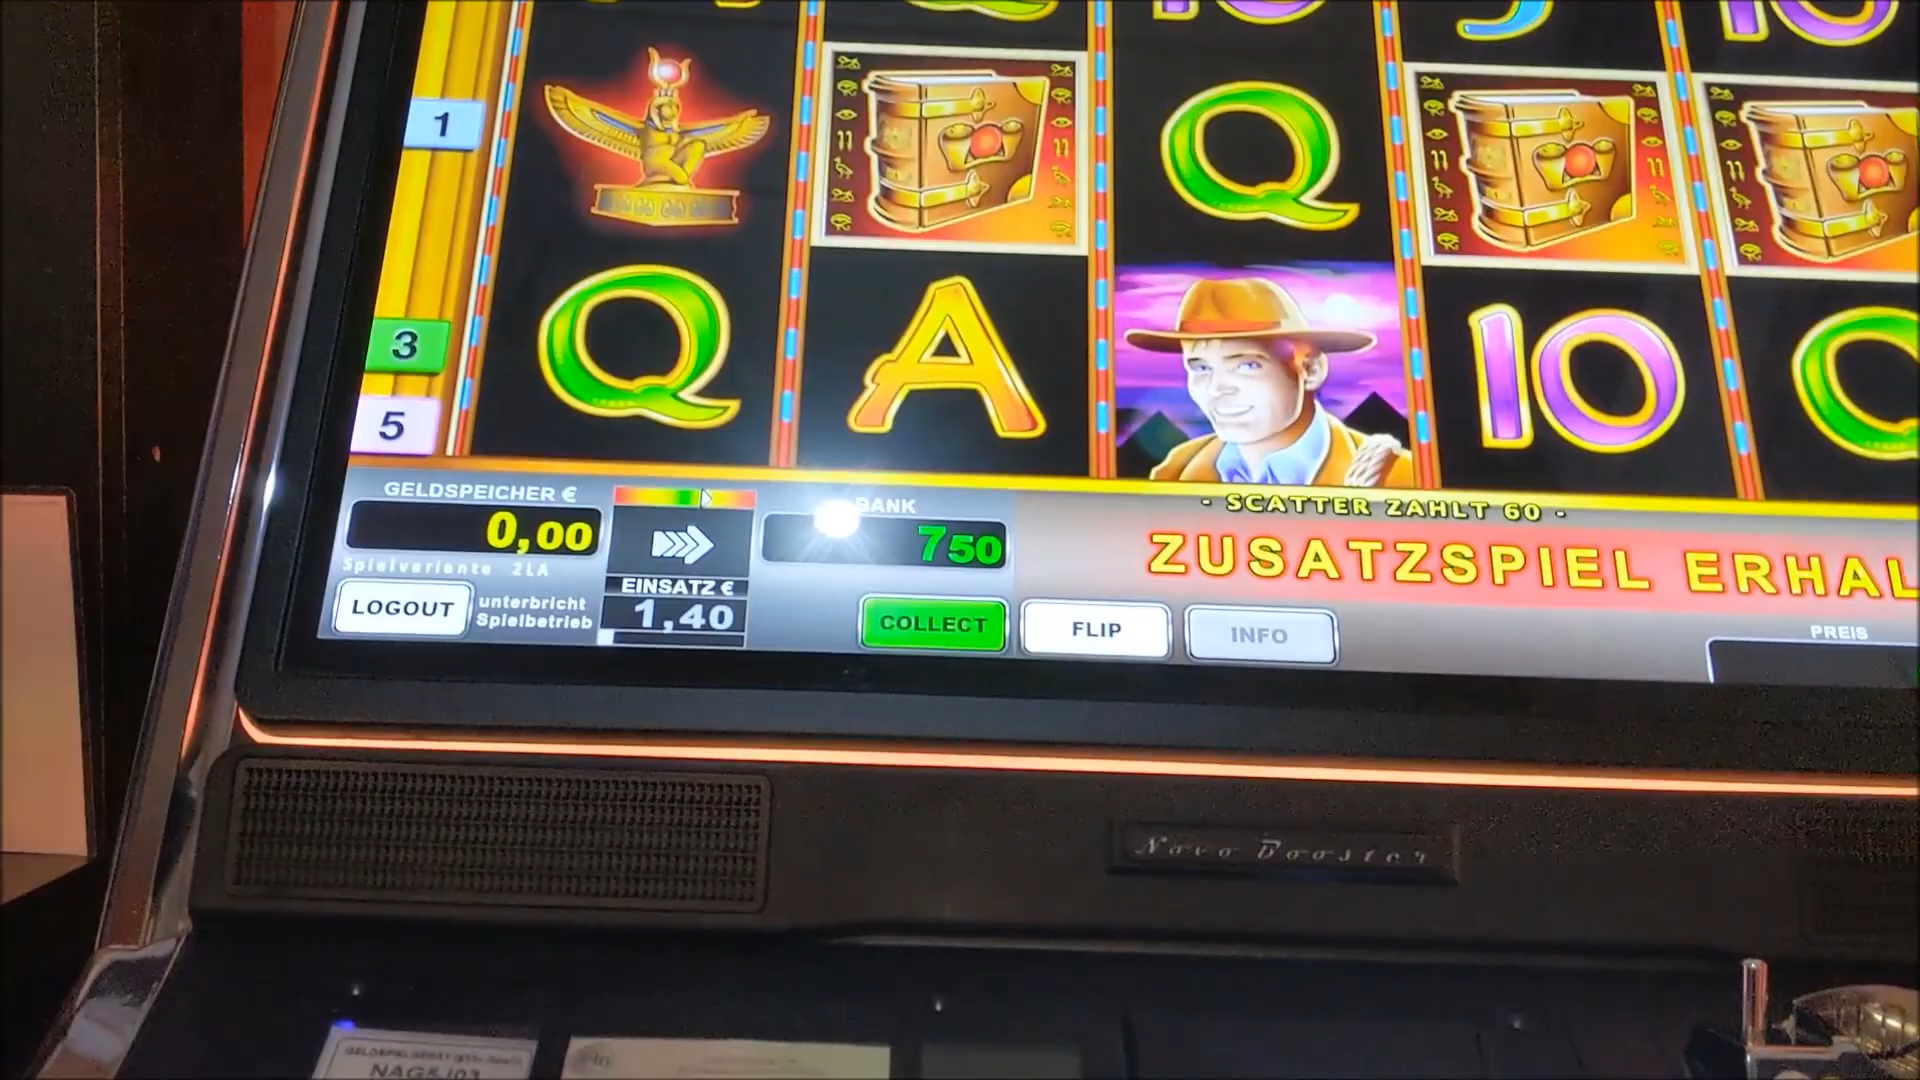 1
Q
3
Q
A
10
5
GELDSPEICHER €
BANK
- SCATTER ZAHLT 60 -
0,00
750
ZUSATZSPIEL ERHAL
Spielvariante 2LA
EINSATZ €
LOGOUT
unterbricht
Spielbetrieb
1,40
COLLECT
FLIP
INFO
PREIS
Novo Booster